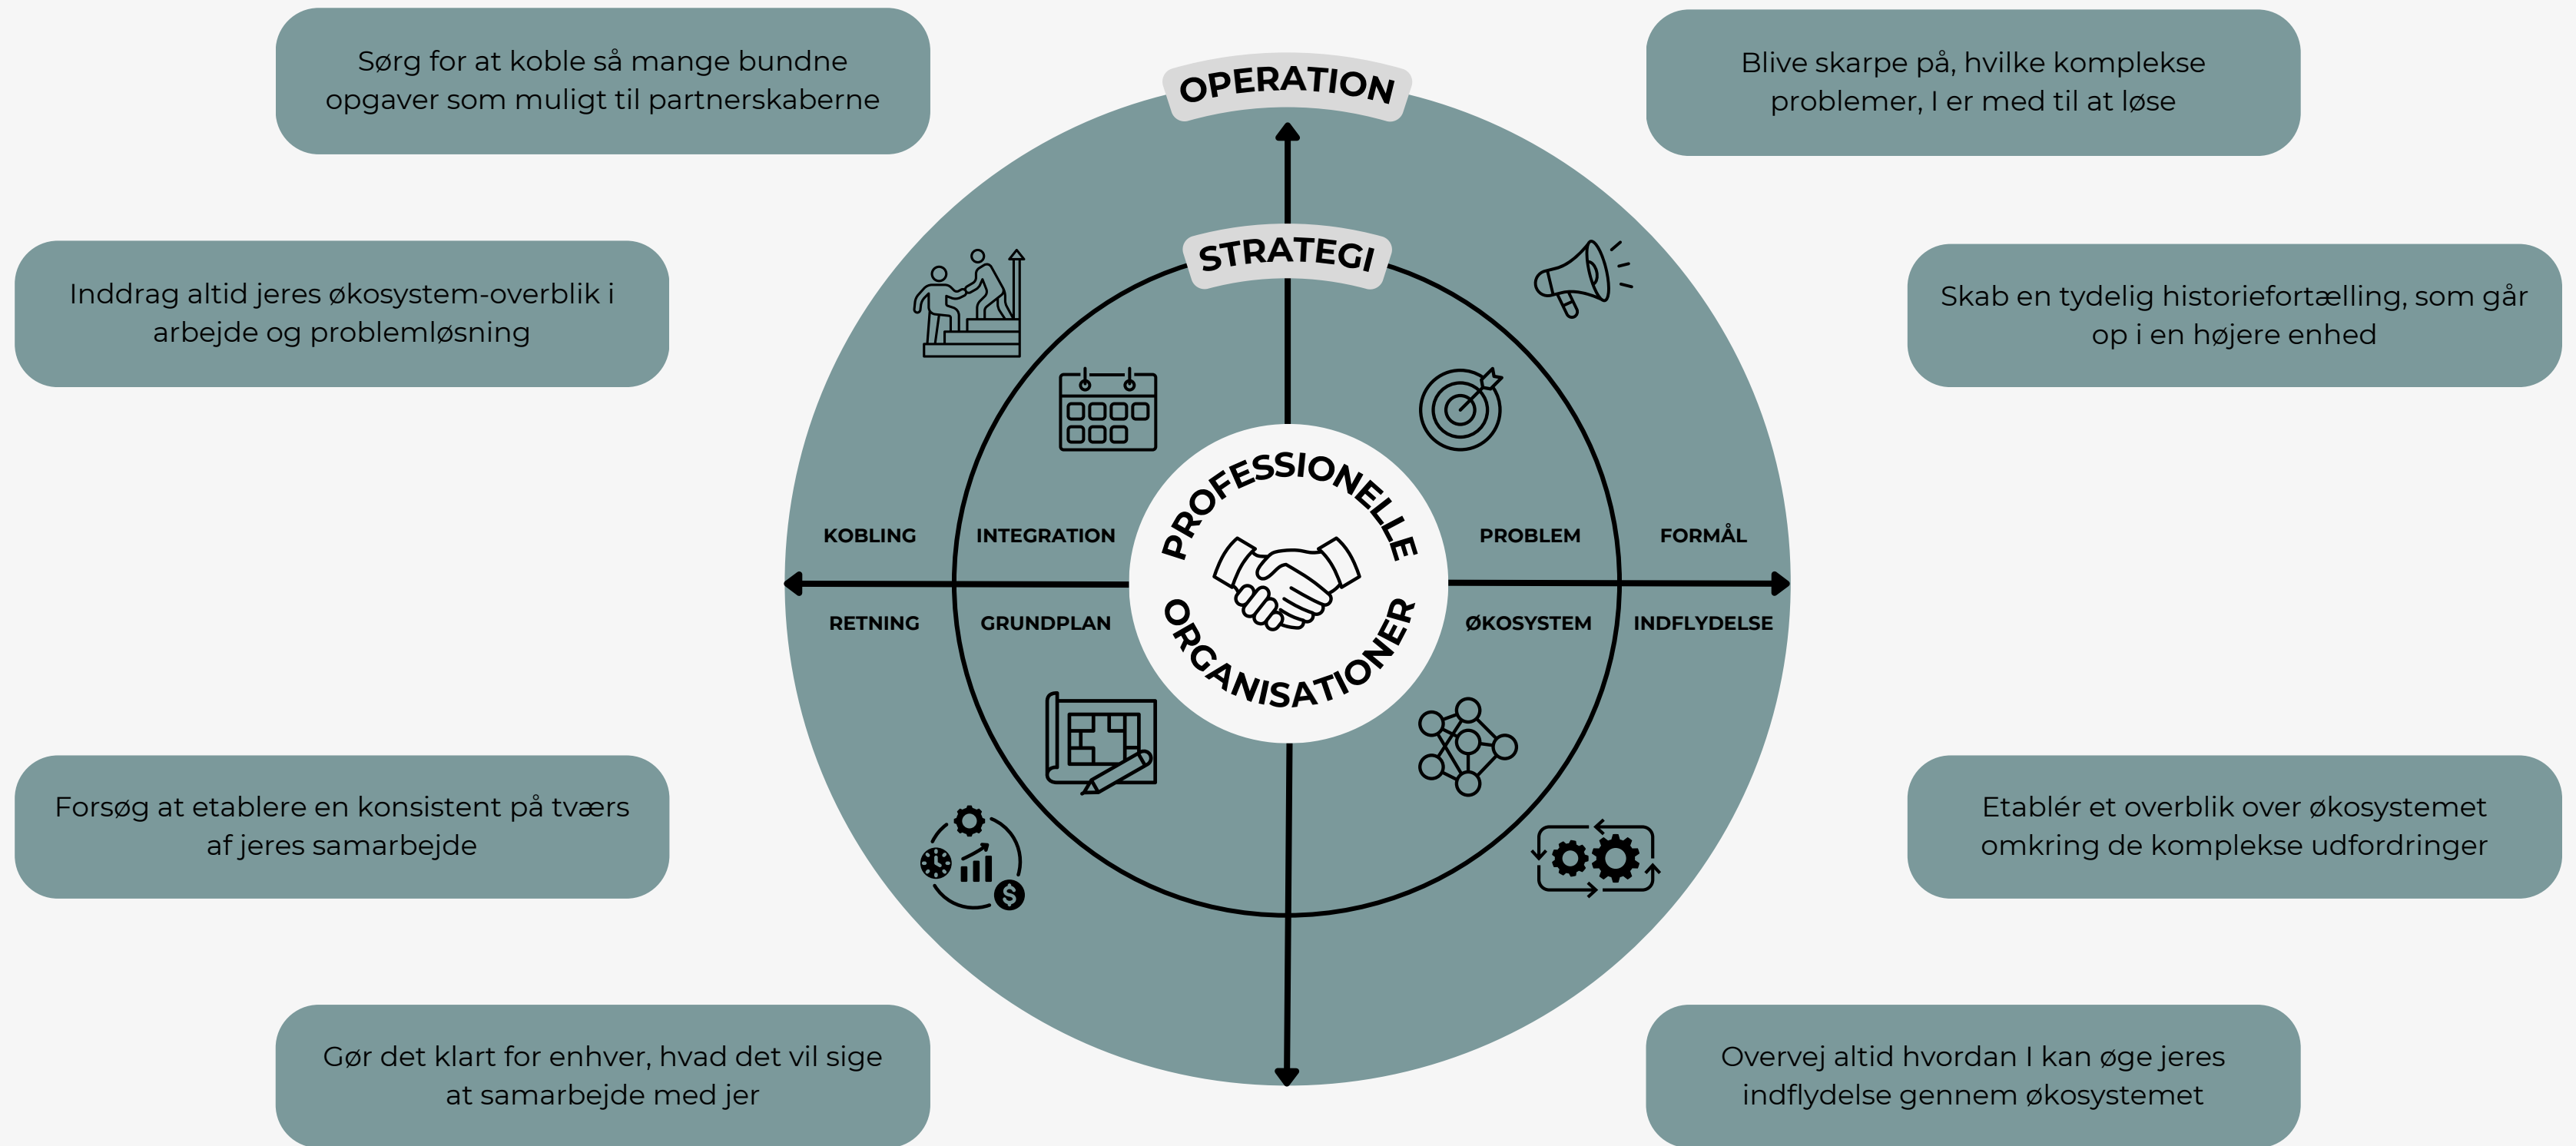 Sørg for at koble så mange bundne
opgaver som muligt til partnerskaberne
Blive skarpe på, hvilke komplekse
problemer, I er med til at løse
OPERATION
STRATEGI
Inddrag altid jeres økosystem-overblik i
arbejde og problemløsning
Skab en tydelig historiefortælling, som går
op i en højere enhed
PROFESSIONELLE
ORGANISATIONER
KOBLING
INTEGRATION
PROBLEM
FORMÅL
RETNING
GRUNDPLAN
ØKOSYSTEM
INDFLYDELSE
$
Forsøg at etablere en konsistent på tværs
af jeres samarbejde
Etablér et overblik over økosystemet
omkring de komplekse udfordringer
Gør det klart for enhver, hvad det vil sige
at samarbejde med jer
Overvej altid hvordan I kan øge jeres
indflydelse gennem økosystemet